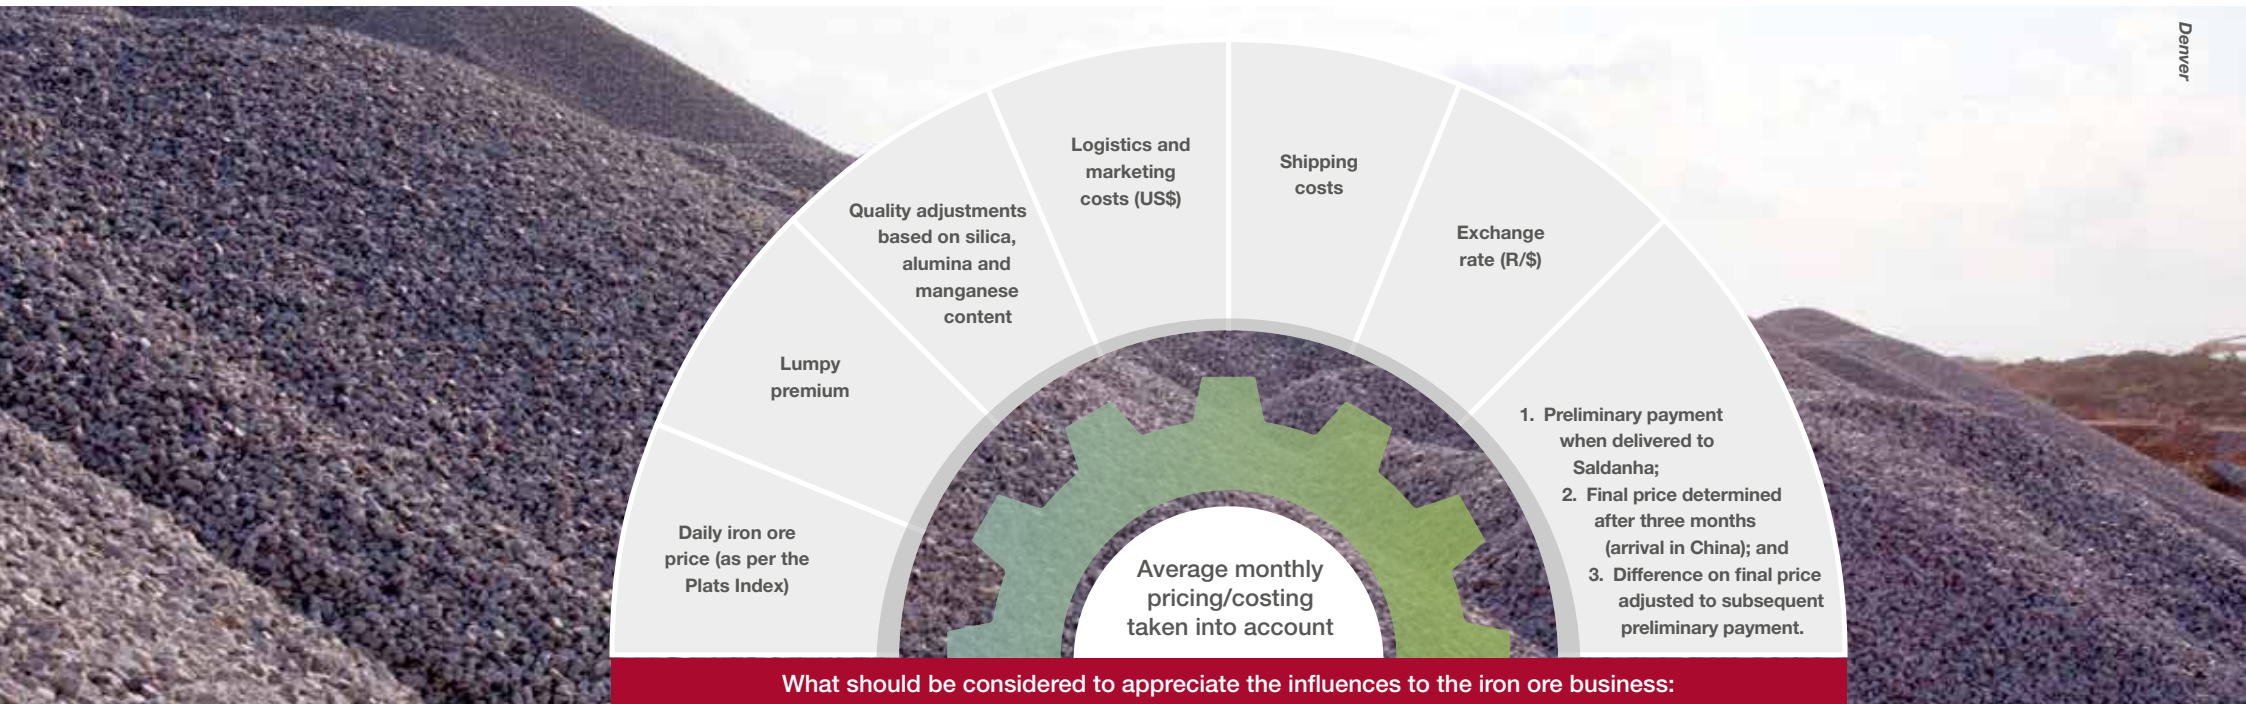 Denver
Daily iron ore
price (as per the
Plats Index)
Lumpy
premium
Quality adjustments
based on silica,
alumina and
manganese
content
Logistics and
marketing
costs (US$)
Shipping
costs
Exchange
rate (R/$)
1. Preliminary payment
when delivered to
Saldanha;
2. Final price determined
after three months
(arrival in China); and
3. Difference on final price
adjusted to subsequent
preliminary payment.
Average monthly
pricing/costing
taken into account
What should be considered to appreciate the influences to the iron ore business: